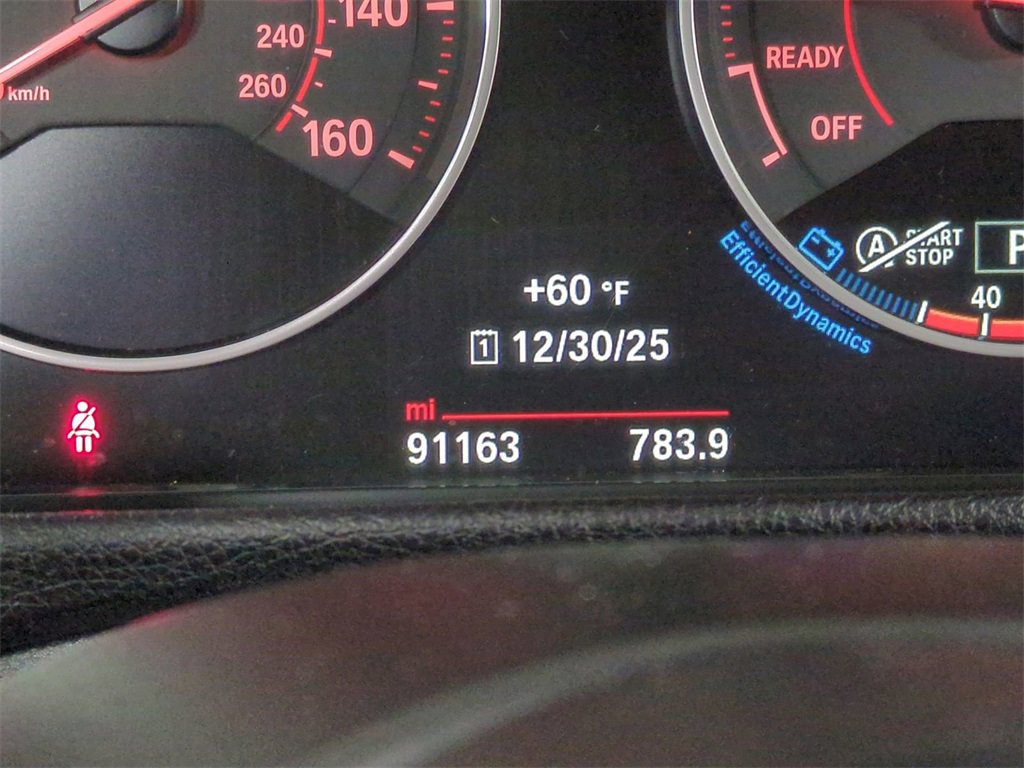 140
240
260
km/h
160
READY
OFF
A
START
STOP
P
40
EfficientDynamics
+60 °F
1 12/30/25
mi
91163 783.9